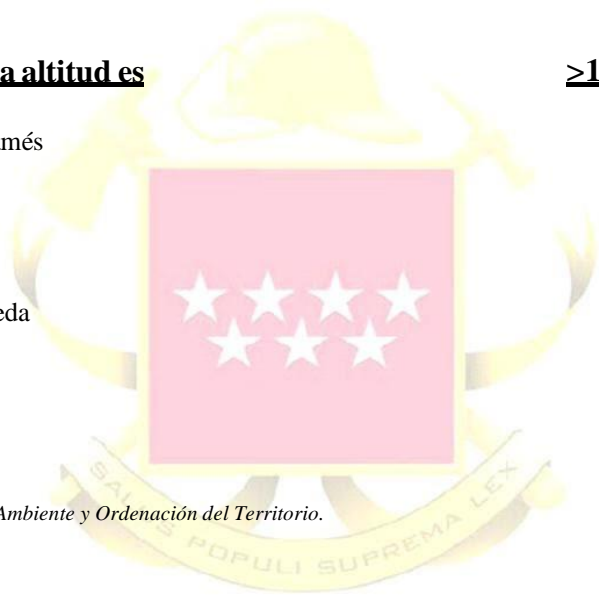 a altitud es >1
més
eda
Ambiente y Ordenación del Territorio.
SALUS POPULI SUPREMA LEX